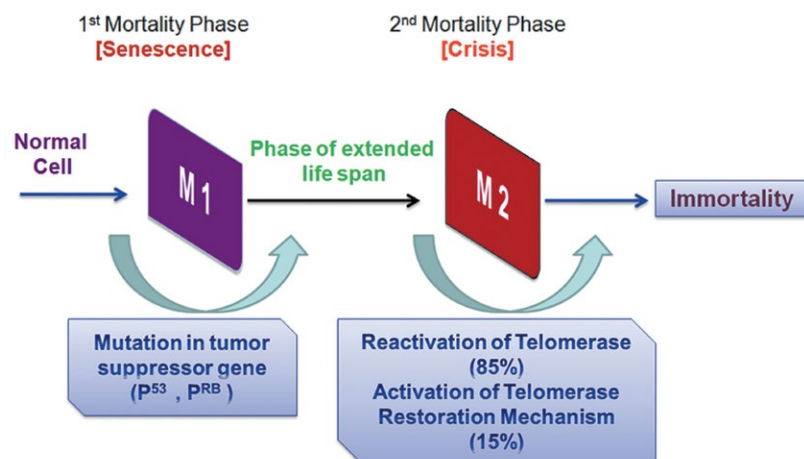 1st Mortality Phase
[Senescence]
2nd Mortality Phase
[Crisis]
Normal
Cell
M 1
Phase of extended
life span
M 2
Immortality
Mutation in tumor
suppressor gene
(P53 , PRB )
Reactivation of Telomerase
(85%)
Activation of Telomerase
Restoration Mechanism
(15%)